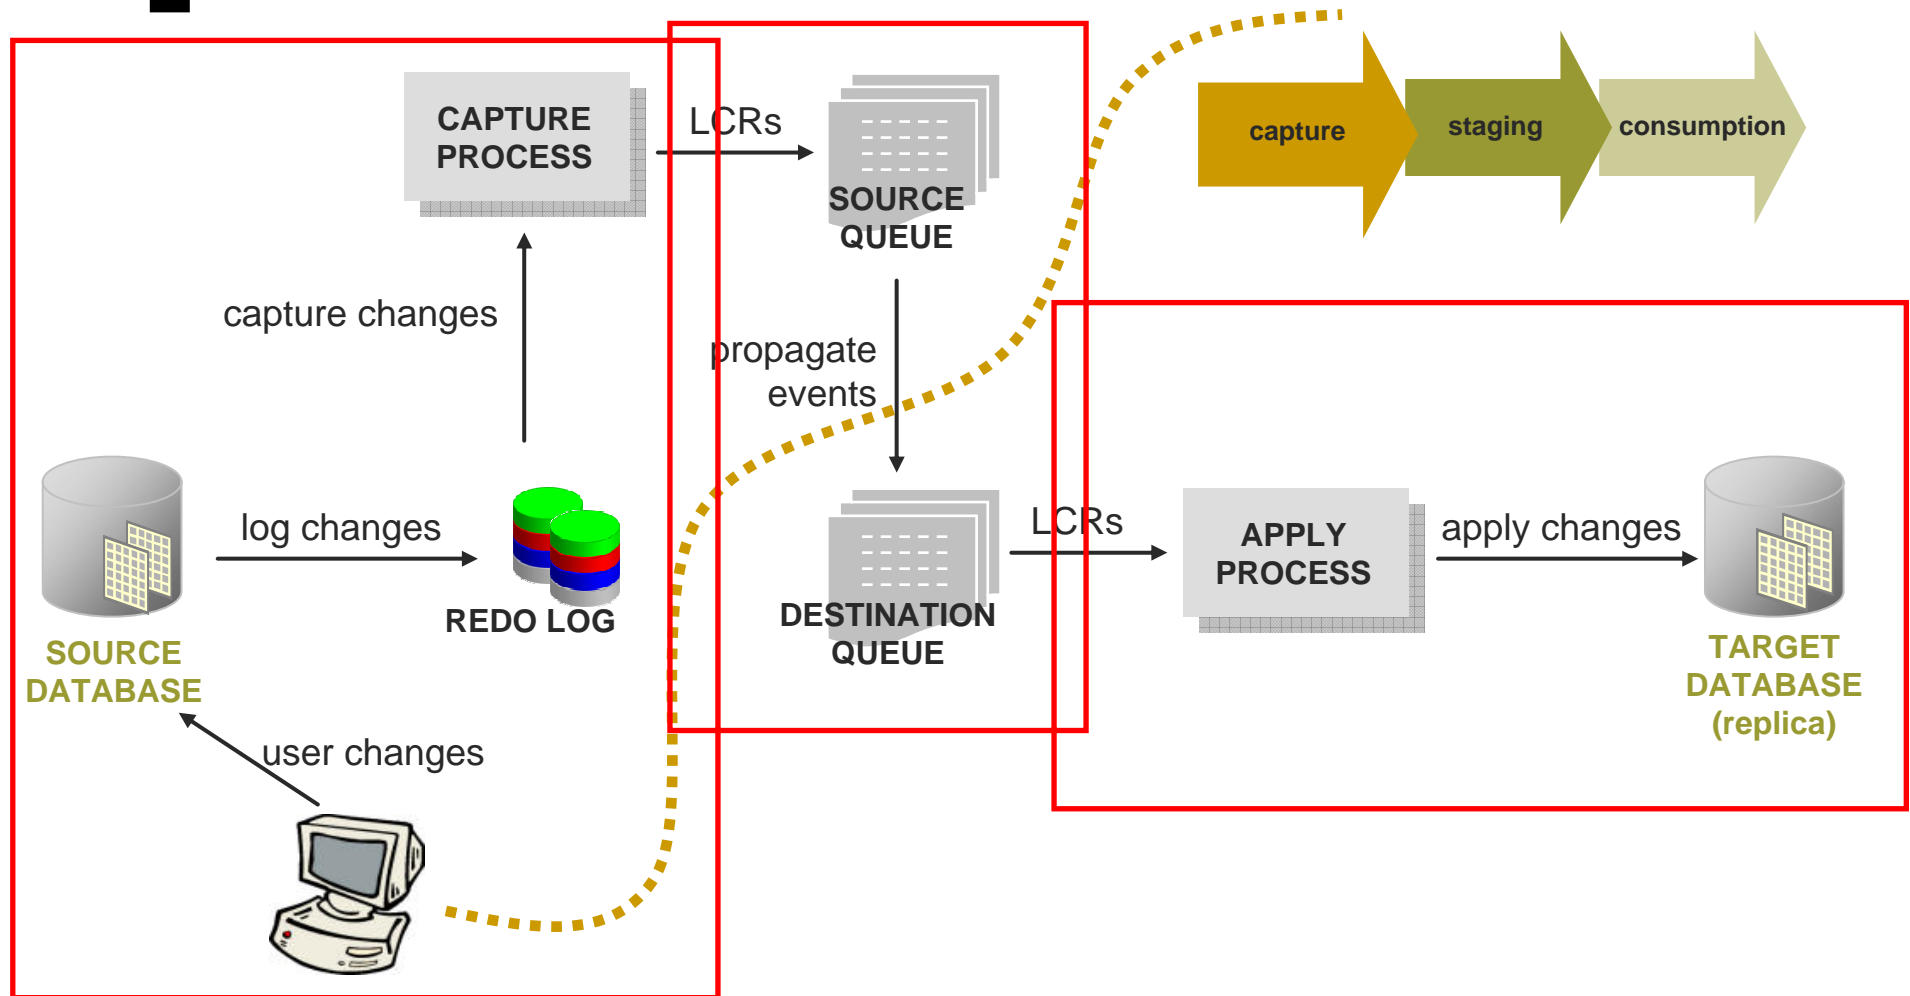 CAPTURE
PROCESS
LCRs
SOURCE
QUEUE
capture
staging
consumption
capture changes
propagate
events
log changes
REDO LOG
SOURCE
DATABASE
user changes
DESTINATION
QUEUE
LCRs
APPLY
PROCESS
apply changes
TARGET
DATABASE
(replica)